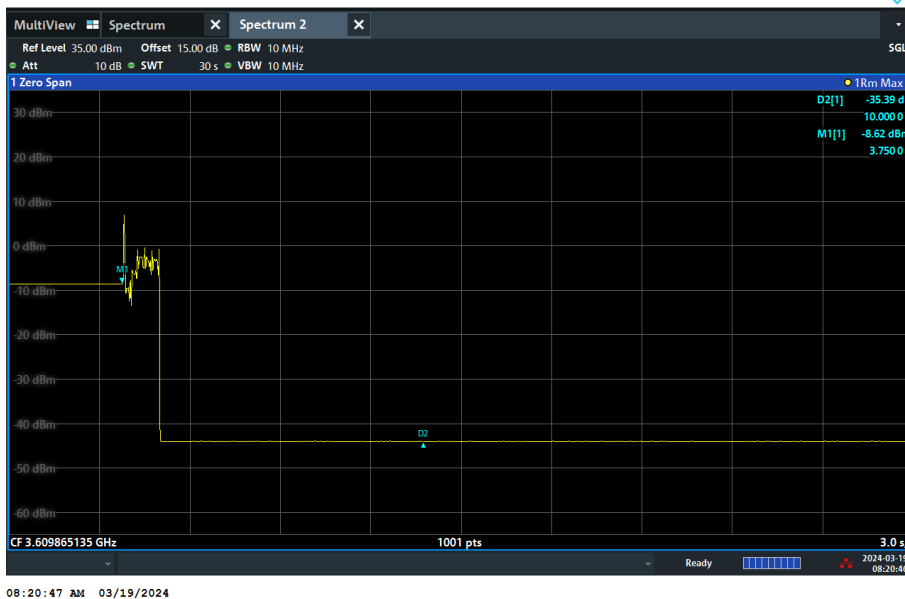 MultiView Spectrum X Spectrum 2 X
Ref Level 35.00 dBm Offset 15.00 dB RBW 10 MHz SGL
Att 10 dB SWT 30 s VBW 10 MHz
1 Zero Span 1Rm Max
D2[1] -35.39 d
10.000 0
M1[1] -8.62 dBm
3.750 0
30 dBm
20 dBm
10 dBm
0 dBm
M1
-10 dBm
-20 dBm
-30 dBm
-40 dBm
D2
-50 dBm
-60 dBm
CF 3.609865135 GHz 1001 pts 3.0 s
Ready 2024-03-19
08:20:46
08:20:47 AM 03/19/2024